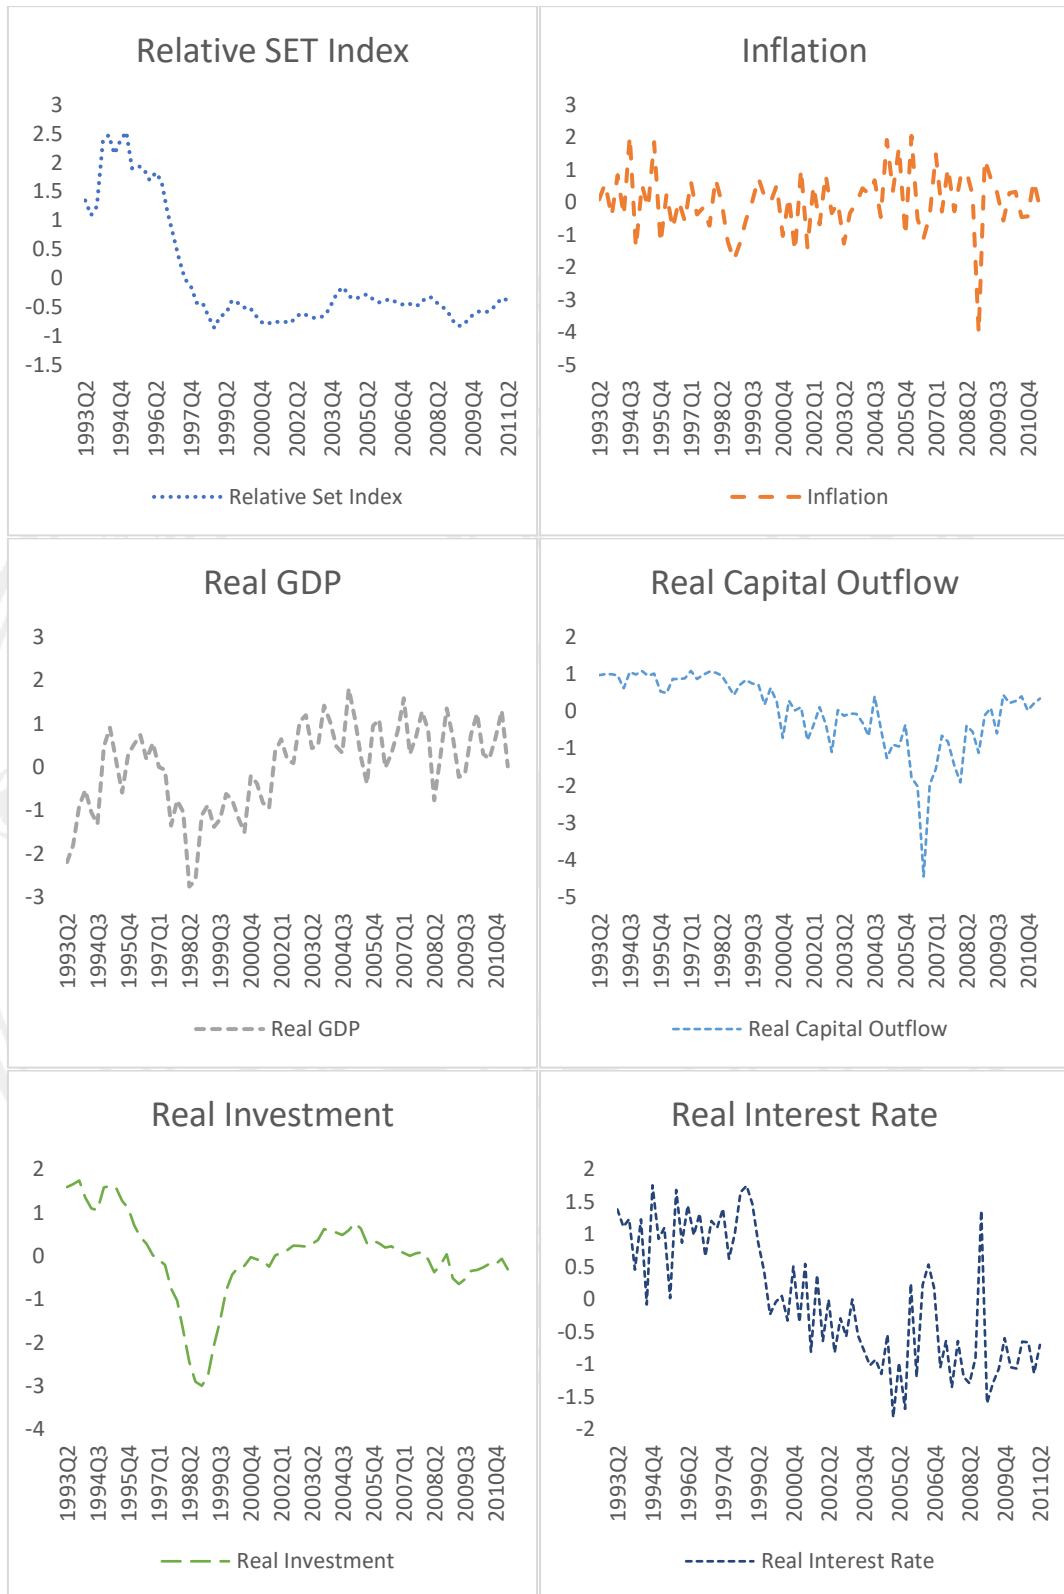 Relative SET Index
3
2.5
2
1.5
1
0.5
0
-0.5
-1
-1.5
1993Q2
1994Q4
1996Q2
1997Q4
1999Q2
2000Q4
2002Q2
2003Q4
2005Q2
2006Q4
2008Q2
2009Q4
2011Q2
Relative Set Index
Inflation
3
2
1
0
-1
-2
-3
-4
-5
1993Q2
1994Q3
1995Q4
1997Q1
1998Q2
1999Q3
2000Q4
2002Q1
2003Q2
2004Q3
2005Q4
2007Q1
2008Q2
2009Q3
2010Q4
Inflation
Real GDP
3
2
1
0
-1
-2
-3
1993Q2
1994Q3
1995Q4
1997Q1
1998Q2
1999Q3
2000Q4
2002Q1
2003Q2
2004Q3
2005Q4
2007Q1
2008Q2
2009Q3
2010Q4
Real GDP
Real Capital Outflow
2
1
0
-1
-2
-3
-4
-5
1993Q2
1994Q3
1995Q4
1997Q1
1998Q2
1999Q3
2000Q4
2002Q1
2003Q2
2004Q3
2005Q4
2007Q1
2008Q2
2009Q3
2010Q4
Real Capital Outflow
Real Investment
2
1
0
-1
-2
-3
-4
1993Q2
1994Q3
1995Q4
1997Q1
1998Q2
1999Q3
2000Q4
2002Q1
2003Q2
2004Q3
2005Q4
2007Q1
2008Q2
2009Q3
2010Q4
Real Investment
Real Interest Rate
2
1.5
1
0.5
0
-0.5
-1
-1.5
-2
1993Q2
1994Q4
1996Q2
1997Q4
1999Q2
2000Q4
2002Q2
2003Q4
2005Q2
2006Q4
2008Q2
2009Q4
2011Q2
Real Interest Rate